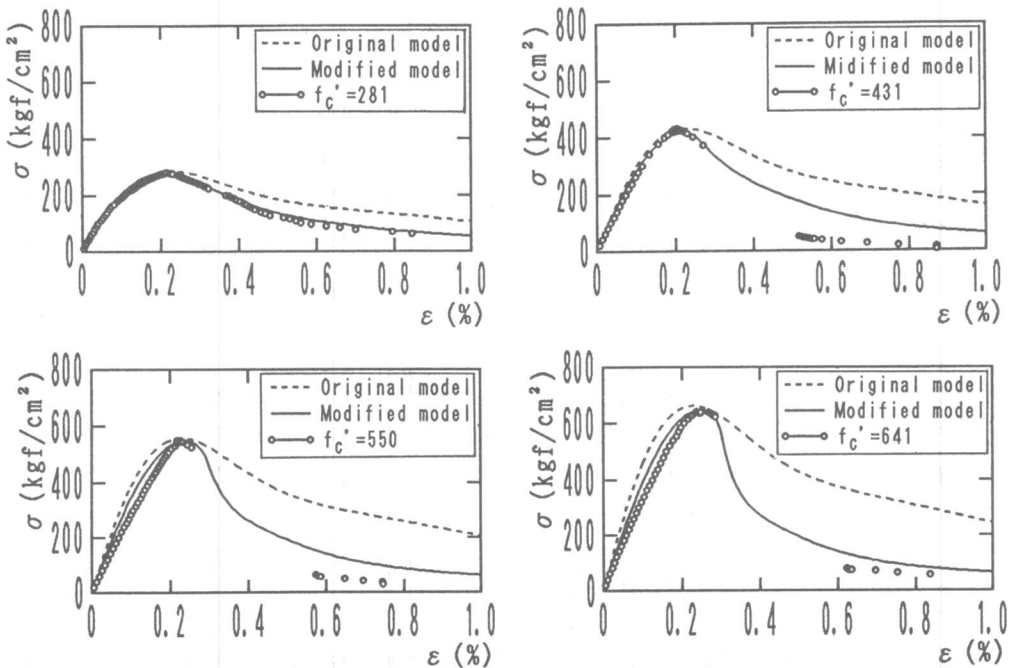 800
600
400
200
0
σ (kgf/cm²)
Original model
Modified model
fc'=281
0 0.2 0.4 0.6 0.8 1.0
ε (%)
800
600
400
200
0
σ (kgf/cm²)
Original model
Midified model
fc'=431
0 0.2 0.4 0.6 0.8 1.0
ε (%)
800
600
400
200
0
σ (kgf/cm²)
Original model
Modified model
fc'=550
0 0.2 0.4 0.6 0.8 1.0
ε (%)
800
600
400
200
0
σ (kgf/cm²)
Original model
Modified model
fc'=641
0 0.2 0.4 0.6 0.8 1.0
ε (%)